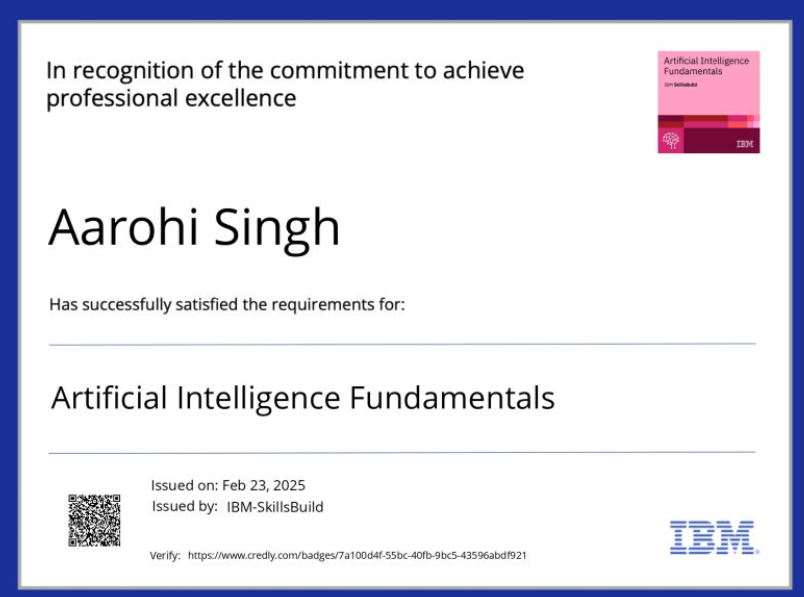 In recognition of the commitment to achieve
professional excellence
Artificial Intelligence
Fundamentals
IBM SkillsBuild
IBM
Aarohi Singh
Has successfully satisfied the requirements for:
Artificial Intelligence Fundamentals
Issued on: Feb 23, 2025
Issued by: IBM-SkillsBuild
Verify: https://www.credly.com/badges/7a100d4f-55bc-40fb-9bc5-43596abdf921
IBM.